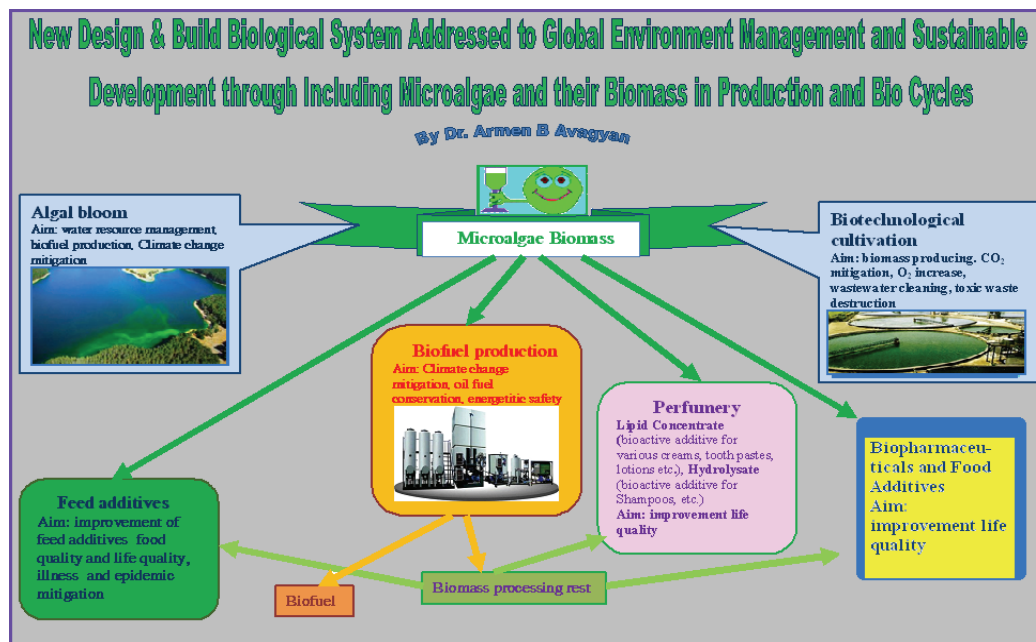 New Design & Build Biological System Addressed to Global Environment Management and Sustainable
Development through Including Microalgae and their Biomass in Production and Bio Cycles
By Dr. Armen B Avagyan
Algal bloom
Aim: water resource management,
biofuel production, Climate change
mitigation
Microalgae Biomass
Biotechnological
cultivation
Aim: biomass producing. CO₂
mitigation, O₂ increase,
wastewater cleaning, toxic waste
destruction
Biofuel production
Aim: Climate change
mitigation, oil fuel
conservation, energetitic safety
Perfumery
Lipid Concentrate
(bioactive additive for
various creams, tooth pastes,
lotions etc.), Hydrolysate
(bioactive additive for
Shampoos, etc.)
Aim: improvement life
quality
Biopharmaceu-
ticals and Food
Additives
Aim:
improvement life
quality
Feed additives
Aim: improvement of
feed additives food
quality and life quality,
illness and epidemic
mitigation
Biofuel
Biomass processing rest